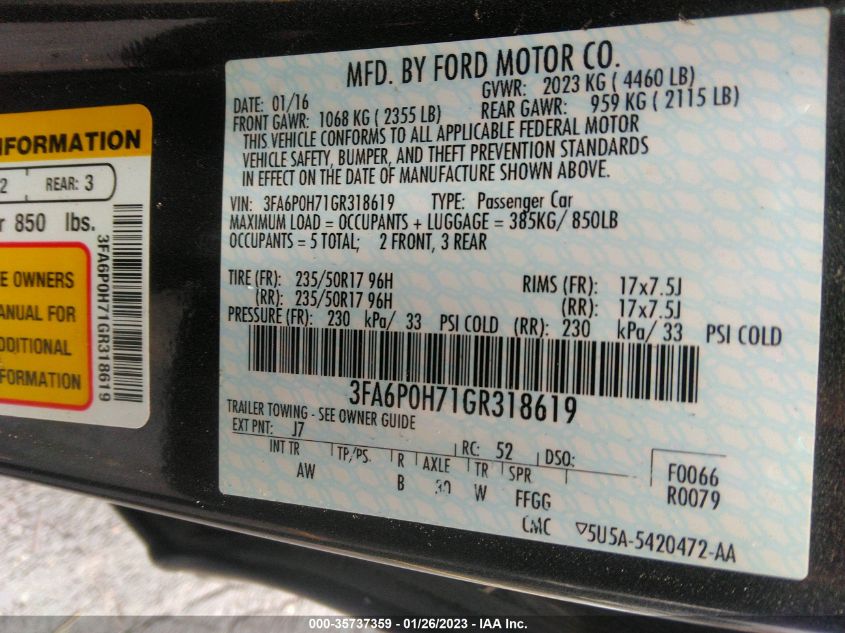 NFORMATION
2 REAR: 3
r 850 lbs.
E OWNERS
ANUAL FOR
DDITIONAL
FORMATION
3FA6P0H71GR318619
MFD. BY FORD MOTOR CO.
DATE: 01/16 GVWR: 2023 KG ( 4460 LB)
FRONT GAWR: 1068 KG ( 2355 LB) REAR GAWR: 959 KG ( 2115 LB)
THIS VEHICLE CONFORMS TO ALL APPLICABLE FEDERAL MOTOR
VEHICLE SAFETY, BUMPER, AND THEFT PREVENTION STANDARDS
IN EFFECT ON THE DATE OF MANUFACTURE SHOWN ABOVE.
VIN: 3FA6P0H71GR318619 TYPE: Passenger Car
MAXIMUM LOAD = OCCUPANTS + LUGGAGE = 385KG/ 850LB
OCCUPANTS = 5 TOTAL; 2 FRONT, 3 REAR
TIRE (FR): 235/50R17 96H RIMS (FR): 17x7.5J
(RR): 235/50R17 96H (RR): 17x7.5J
PRESSURE (FR): 230 kPa/ 33 PSI COLD (RR): 230 kPa/ 33 PSI COLD
3FA6P0H71GR318619
TRAILER TOWING - SEE OWNER GUIDE
EXT PNT: J7 RC: 52 DSO:
INT TR TP/PS. R AXLE TR SPR F0066
AW B W FFGG R0079
CMC ▽5U5A-5420472-AA
000-35737359 - 01/26/2023 - IAA Inc.